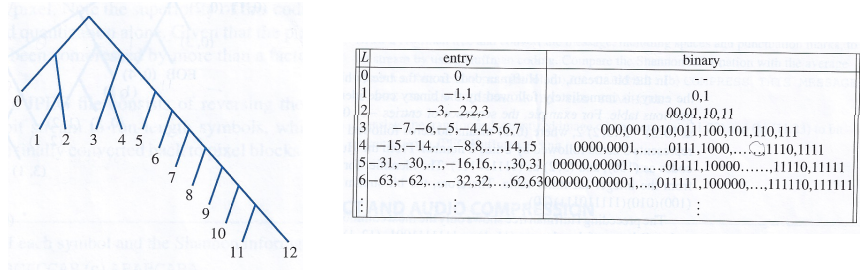 0
1 2 3 4 5
6
7
8
9
10
11 12
L entry binary
0 0 - -
1 −1,1 0,1
2 −3,−2,2,3 00,01,10,11
3 −7,−6,−5,−4,4,5,6,7 000,001,010,011,100,101,110,111
4 −15,−14,...,−8,8,...,14,15 0000,0001,......0111,1000,...,1110,1111
5 −31,−30,...,−16,16,...,30,31 00000,00001,......01111,10000......,11110,11111
6 −63,−62,...,−32,32,...,62,63 000000,000001,...,011111,100000,...,111110,111111
⋮ ⋮ ⋮
AND AUDIO COMPRESSION